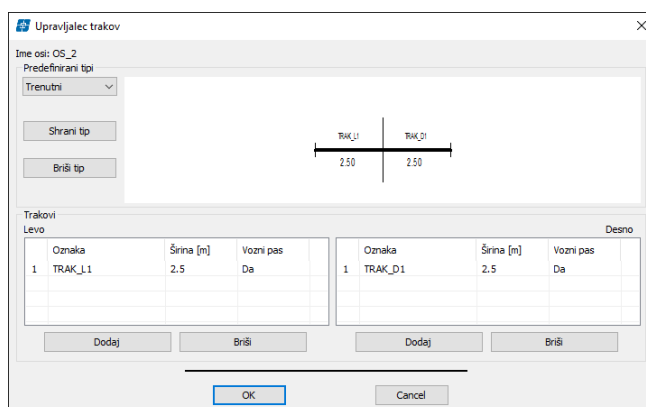 Upravljalec trakov
Ime osi: OS_2
Predefinirani tipi
Trenutni
Shrani tip
Briši tip
TRAK_L1 TRAK_D1
2.50 2.50
Trakovi
Levo Desno
Oznaka Širina [m] Vozni pas Oznaka Širina [m] Vozni pas
1 TRAK_L1 2.5 Da 1 TRAK_D1 2.5 Da
Dodaj Briši Dodaj Briši
OK Cancel